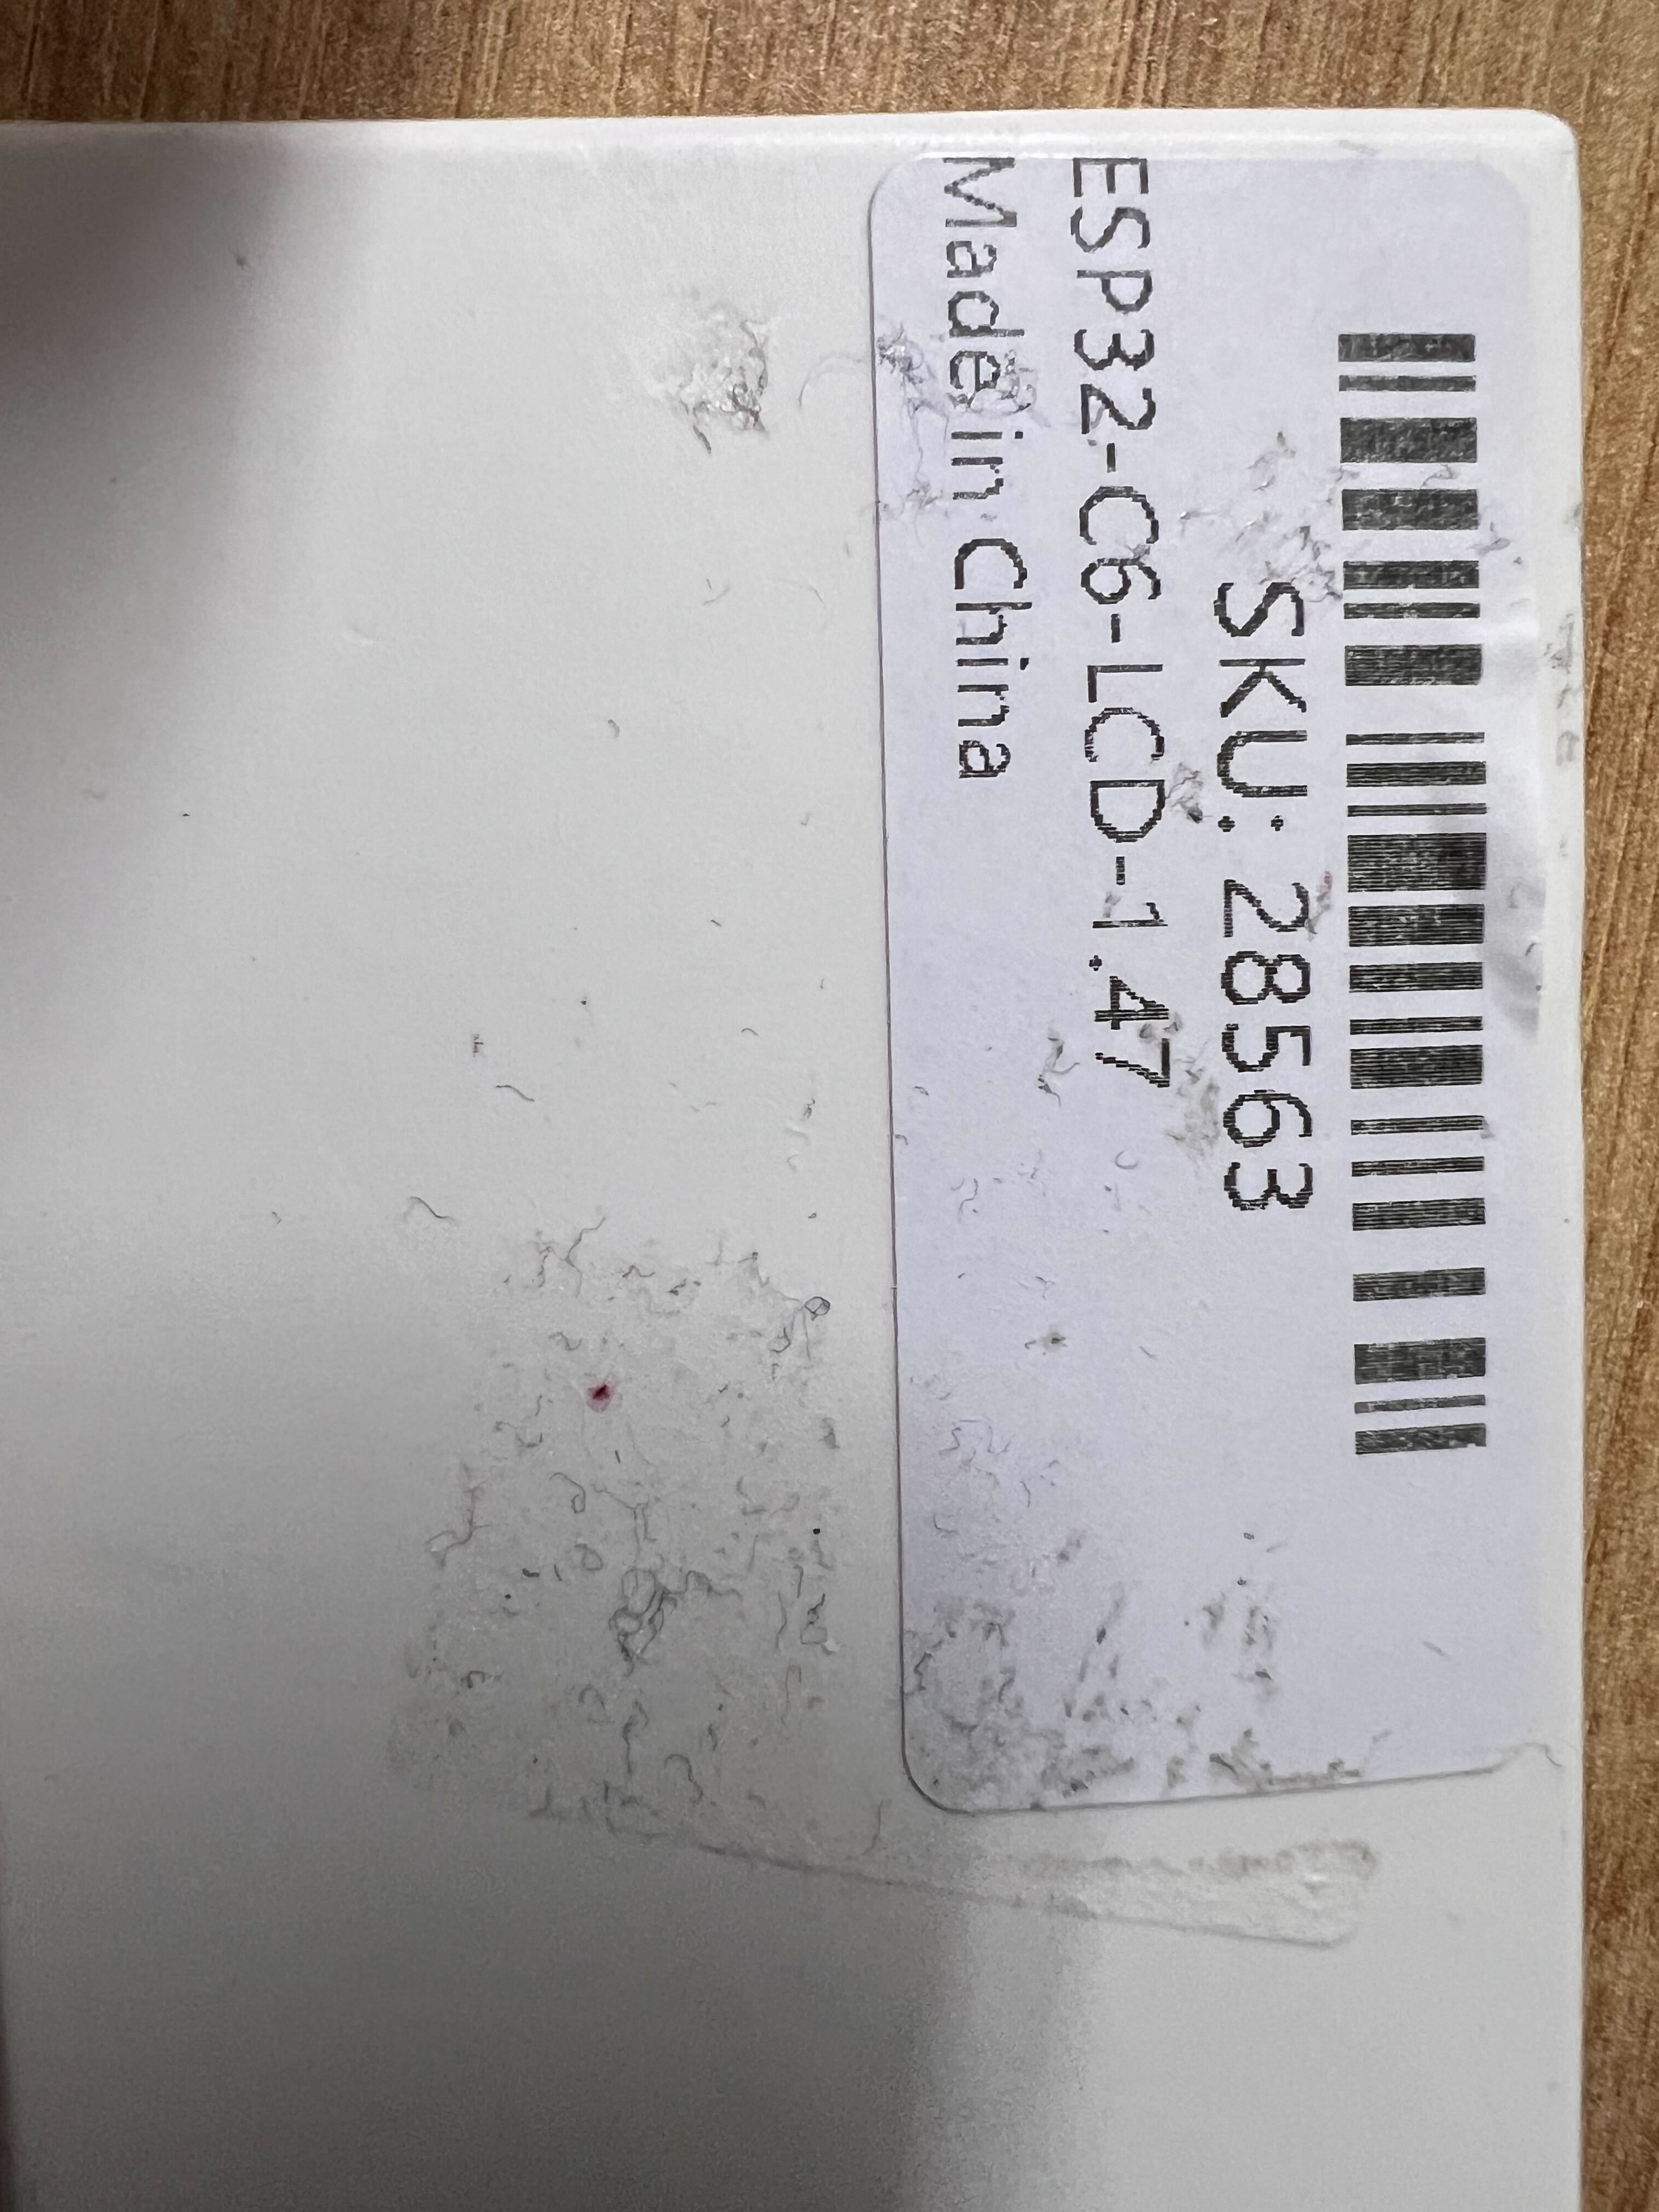 SKU: 28563
ESP32-C6-LCD-1.47
Made in China